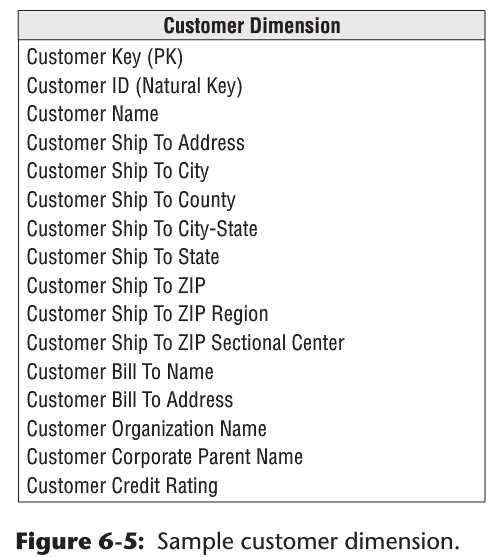 Customer Dimension
Customer Key (PK)
Customer ID (Natural Key)
Customer Name
Customer Ship To Address
Customer Ship To City
Customer Ship To County
Customer Ship To City-State
Customer Ship To State
Customer Ship To ZIP
Customer Ship To ZIP Region
Customer Ship To ZIP Sectional Center
Customer Bill To Name
Customer Bill To Address
Customer Organization Name
Customer Corporate Parent Name
Customer Credit Rating
Figure 6-5: Sample customer dimension.